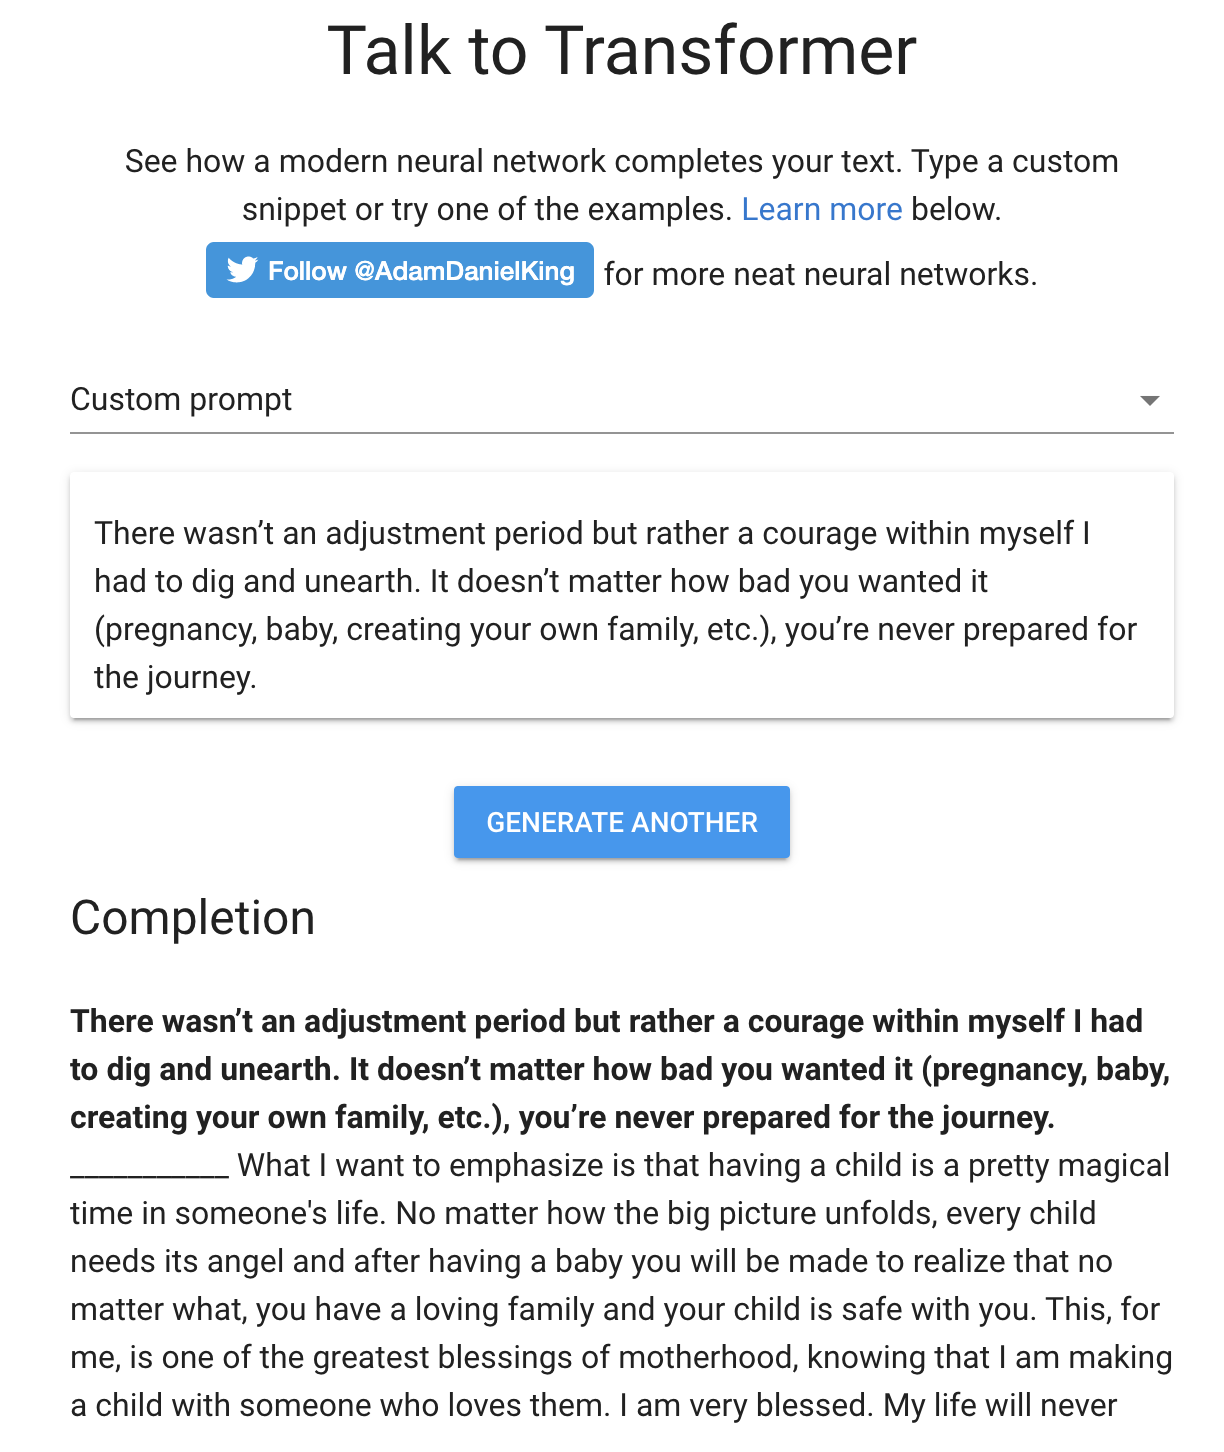 Talk to Transformer
See how a modern neural network completes your text. Type a custom
snippet or try one of the examples. Learn more below.
Follow @AdamDanielKing for more neat neural networks.
Custom prompt
There wasn’t an adjustment period but rather a courage within myself I
had to dig and unearth. It doesn’t matter how bad you wanted it
(pregnancy, baby, creating your own family, etc.), you’re never prepared for
the journey.
GENERATE ANOTHER
Completion
There wasn’t an adjustment period but rather a courage within myself I had
to dig and unearth. It doesn’t matter how bad you wanted it (pregnancy, baby,
creating your own family, etc.), you’re never prepared for the journey.
___________ What I want to emphasize is that having a child is a pretty magical
time in someone's life. No matter how the big picture unfolds, every child
needs its angel and after having a baby you will be made to realize that no
matter what, you have a loving family and your child is safe with you. This, for
me, is one of the greatest blessings of motherhood, knowing that I am making
a child with someone who loves them. I am very blessed. My life will never